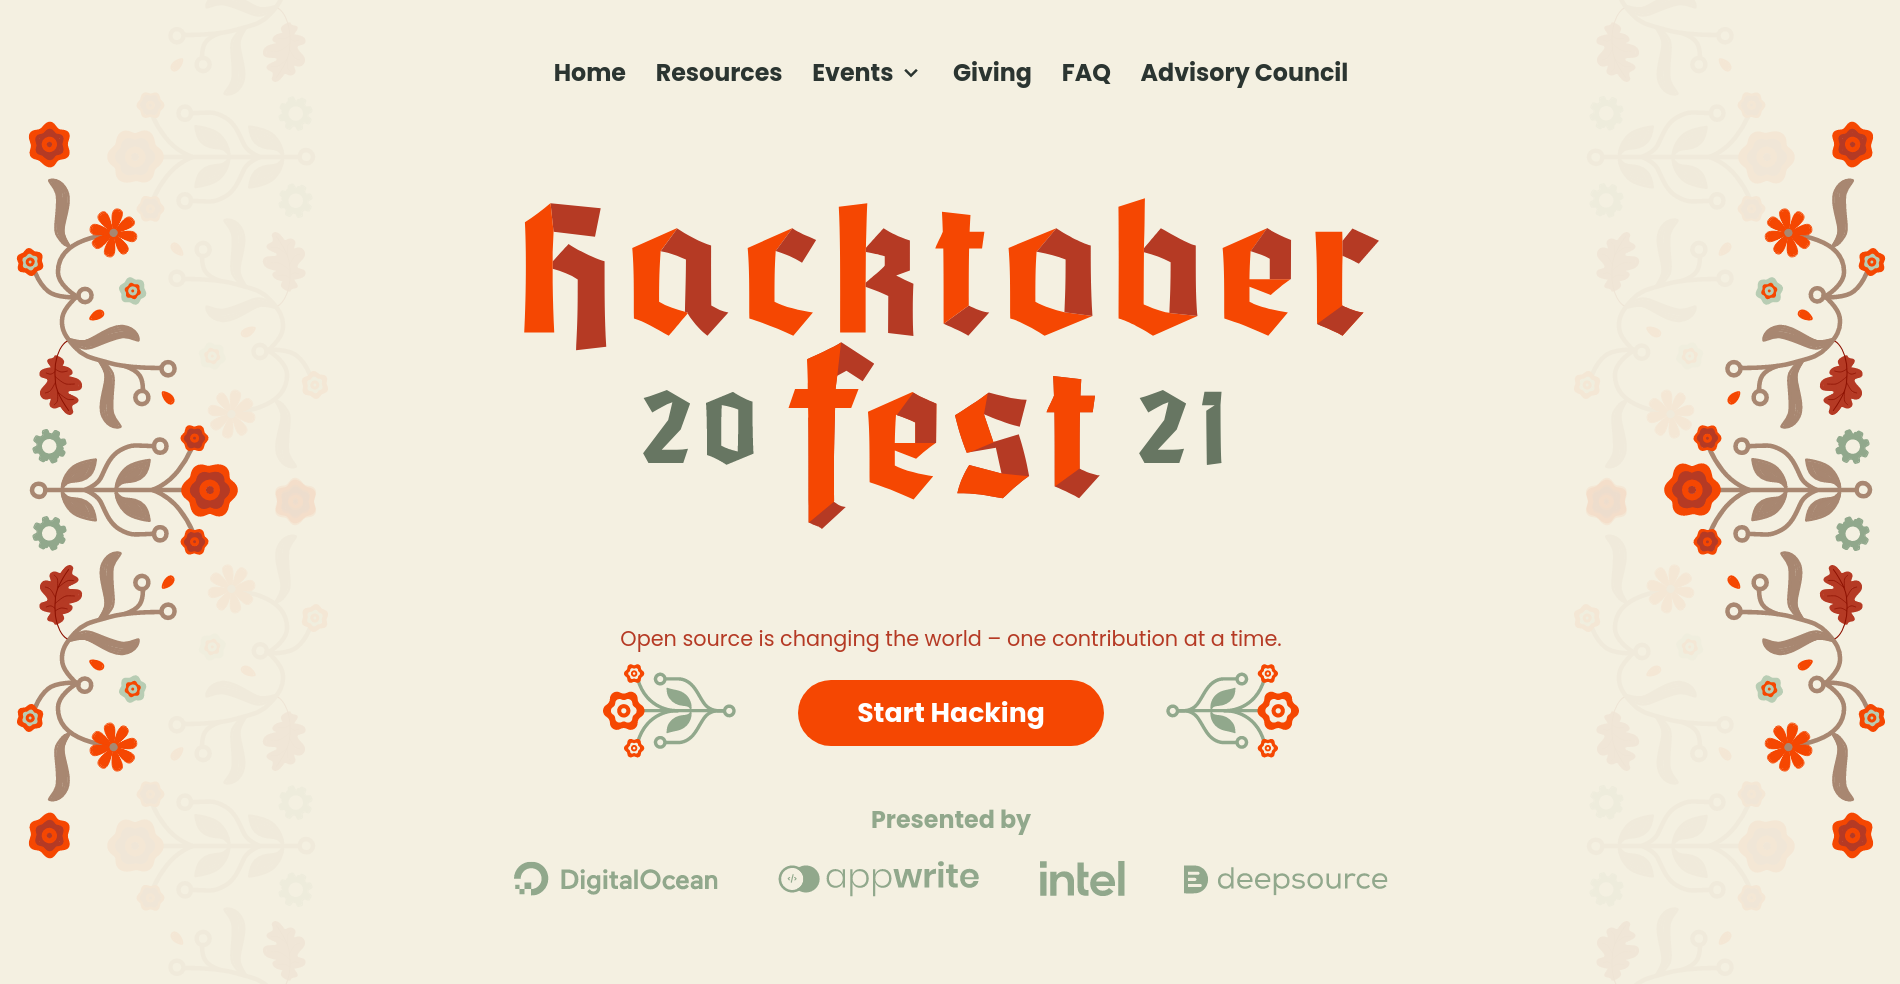 Home Resources Events Giving FAQ Advisory Council
hacktober
20 fest 21
Open source is changing the world – one contribution at a time.
Start Hacking
Presented by
DigitalOcean appwrite intel deepsource